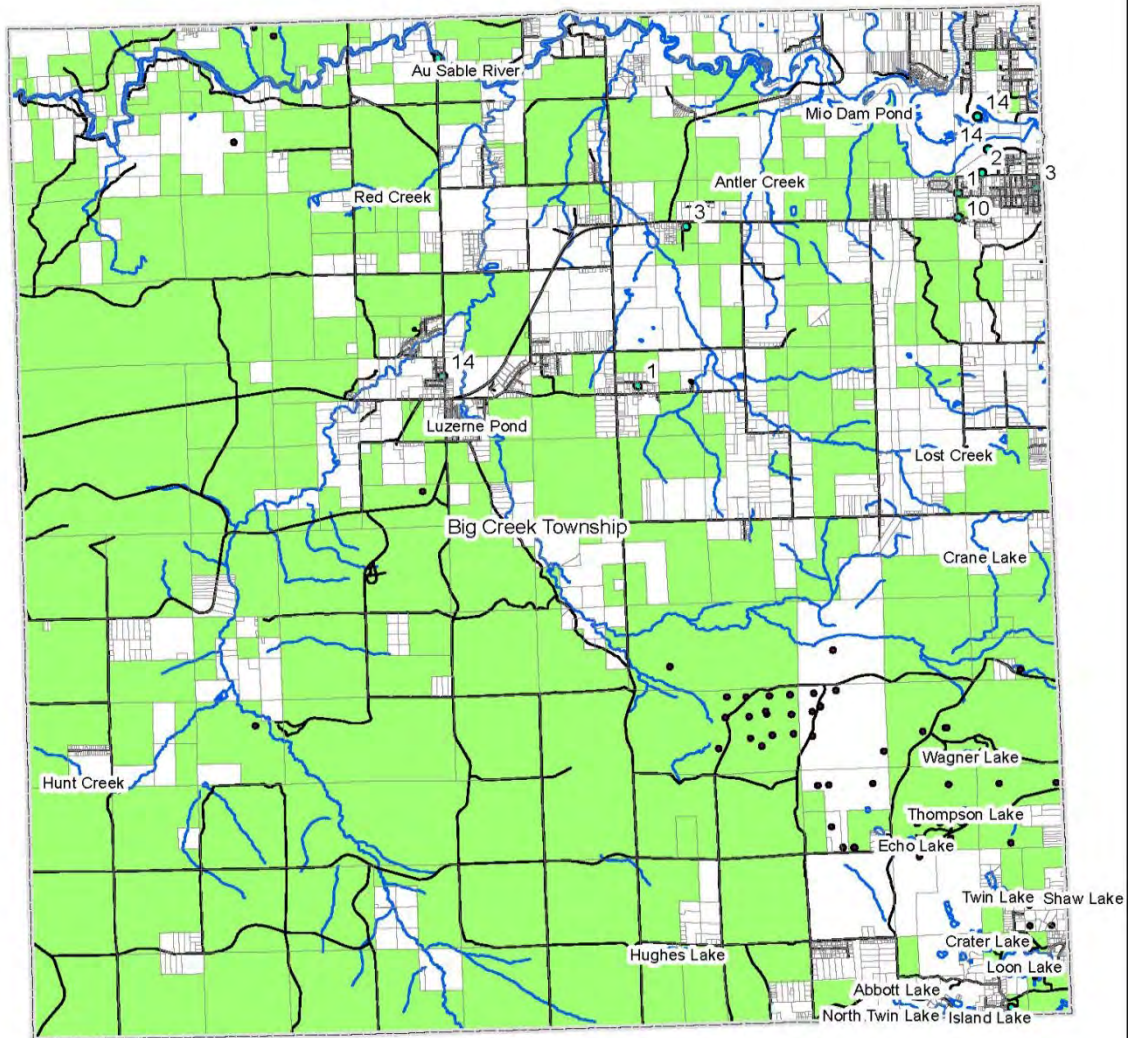 Au Sable River
Mio Dam Pond
14
14
2
3
1
Antler Creek
Red Creek
10
3
14
1
Luzerne Pond
Lost Creek
Big Creek Township
Crane Lake
Wagner Lake
Hunt Creek
Thompson Lake
Echo Lake
Twin Lake
Shaw Lake
Crater Lake
Hughes Lake
Loon Lake
Abbott Lake
North Twin Lake
Island Lake